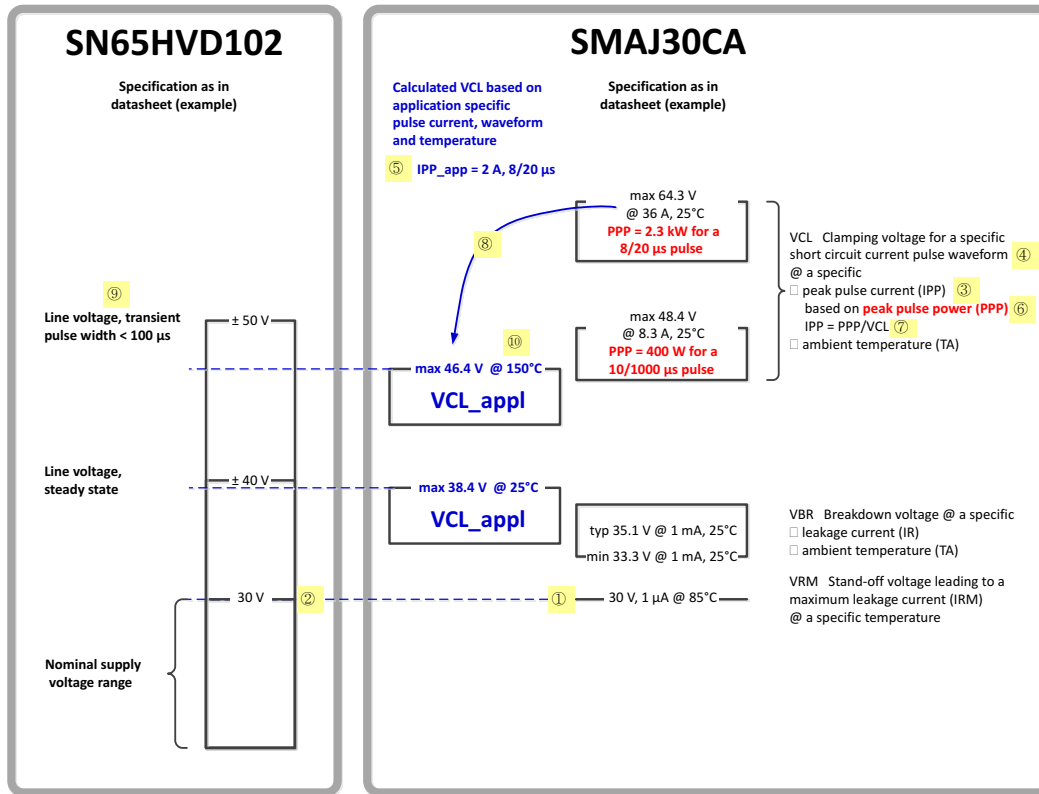 SN65HVD102
Specification as in
datasheet (example)
⑨
Line voltage, transient
pulse width < 100 µs
± 50 V
Line voltage,
steady state
± 40 V
30 V
②
Nominal supply
voltage range
SMAJ30CA
Calculated VCL based on
application specific
pulse current, waveform
and temperature
⑤ IPP_app = 2 A, 8/20 µs
Specification as in
datasheet (example)
max 64.3 V
@ 36 A, 25°C
PPP = 2.3 kW for a
8/20 µs pulse
⑧
max 48.4 V
@ 8.3 A, 25°C
PPP = 400 W for a
10/1000 µs pulse
⑩
max 46.4 V @ 150°C
VCL_appl
max 38.4 V @ 25°C
VCL_appl
typ 35.1 V @ 1 mA, 25°C
min 33.3 V @ 1 mA, 25°C
① 30 V, 1 µA @ 85°C
VCL Clamping voltage for a specific
short circuit current pulse waveform ④
@ a specific
□ peak pulse current (IPP) ③
based on peak pulse power (PPP) ⑥
IPP = PPP/VCL ⑦
□ ambient temperature (TA)
VBR Breakdown voltage @ a specific
□ leakage current (IR)
□ ambient temperature (TA)
VRM Stand-off voltage leading to a
maximum leakage current (IRM)
@ a specific temperature